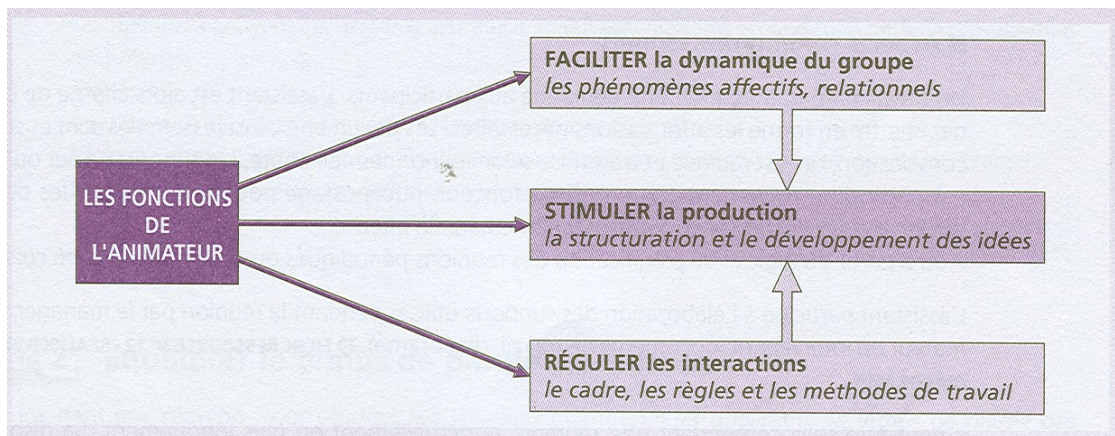 FACILITER la dynamique du groupe
les phénomènes affectifs, relationnels
LES FONCTIONS
DE
L'ANIMATEUR
STIMULER la production
la structuration et le développement des idées
RÉGULER les interactions
le cadre, les règles et les méthodes de travail